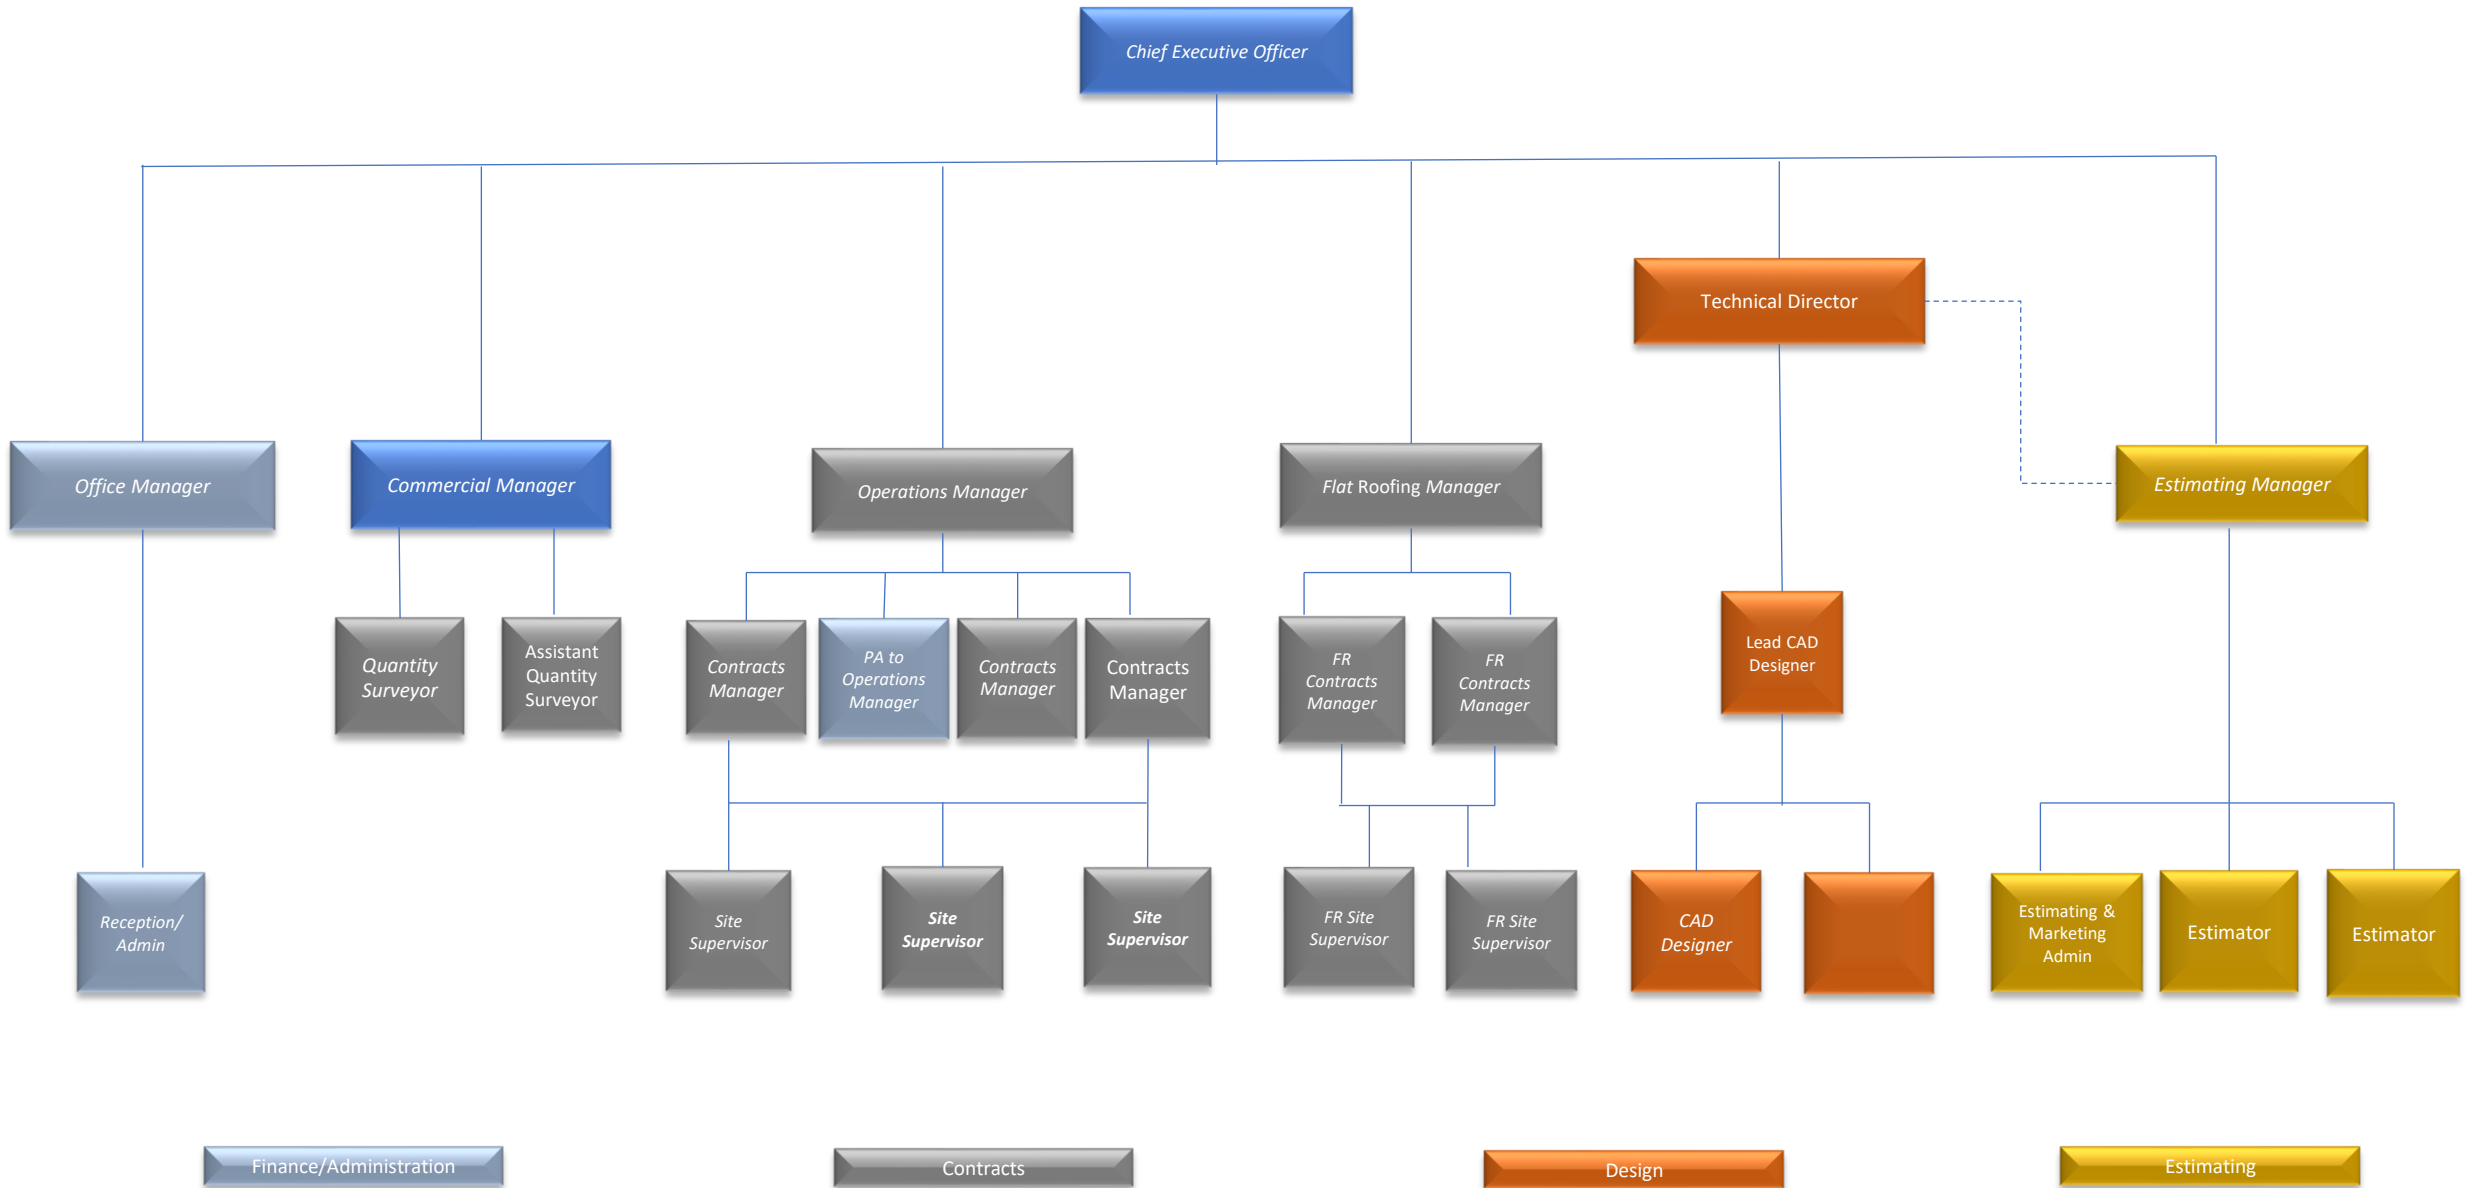 Chief Executive Officer
Technical Director
Office Manager
Commercial Manager
Operations Manager
Flat Roofing Manager
Estimating Manager
Quantity
Surveyor
Assistant
Quantity
Surveyor
Contracts
Manager
PA to
Operations
Manager
Contracts
Manager
Contracts
Manager
FR
Contracts
Manager
FR
Contracts
Manager
Lead CAD
Designer
Reception/
Admin
Site
Supervisor
Site
Supervisor
Site
Supervisor
FR Site
Supervisor
FR Site
Supervisor
CAD
Designer
Estimating &
Marketing
Admin
Estimator
Estimator
Finance/Administration
Contracts
Design
Estimating